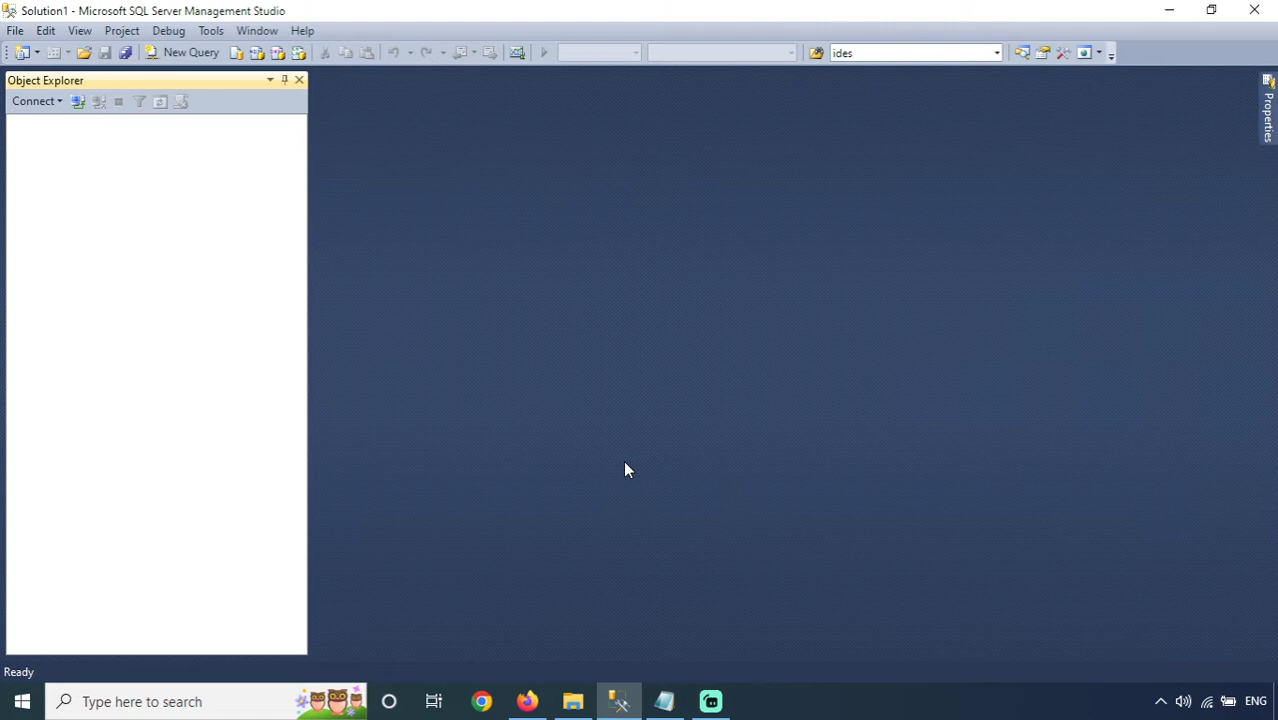 Solution1 - Microsoft SQL Server Management Studio
File Edit View Project Debug Tools Window Help
New Query
ides
Object Explorer
Connect
Properties
Ready
Type here to search
ENG